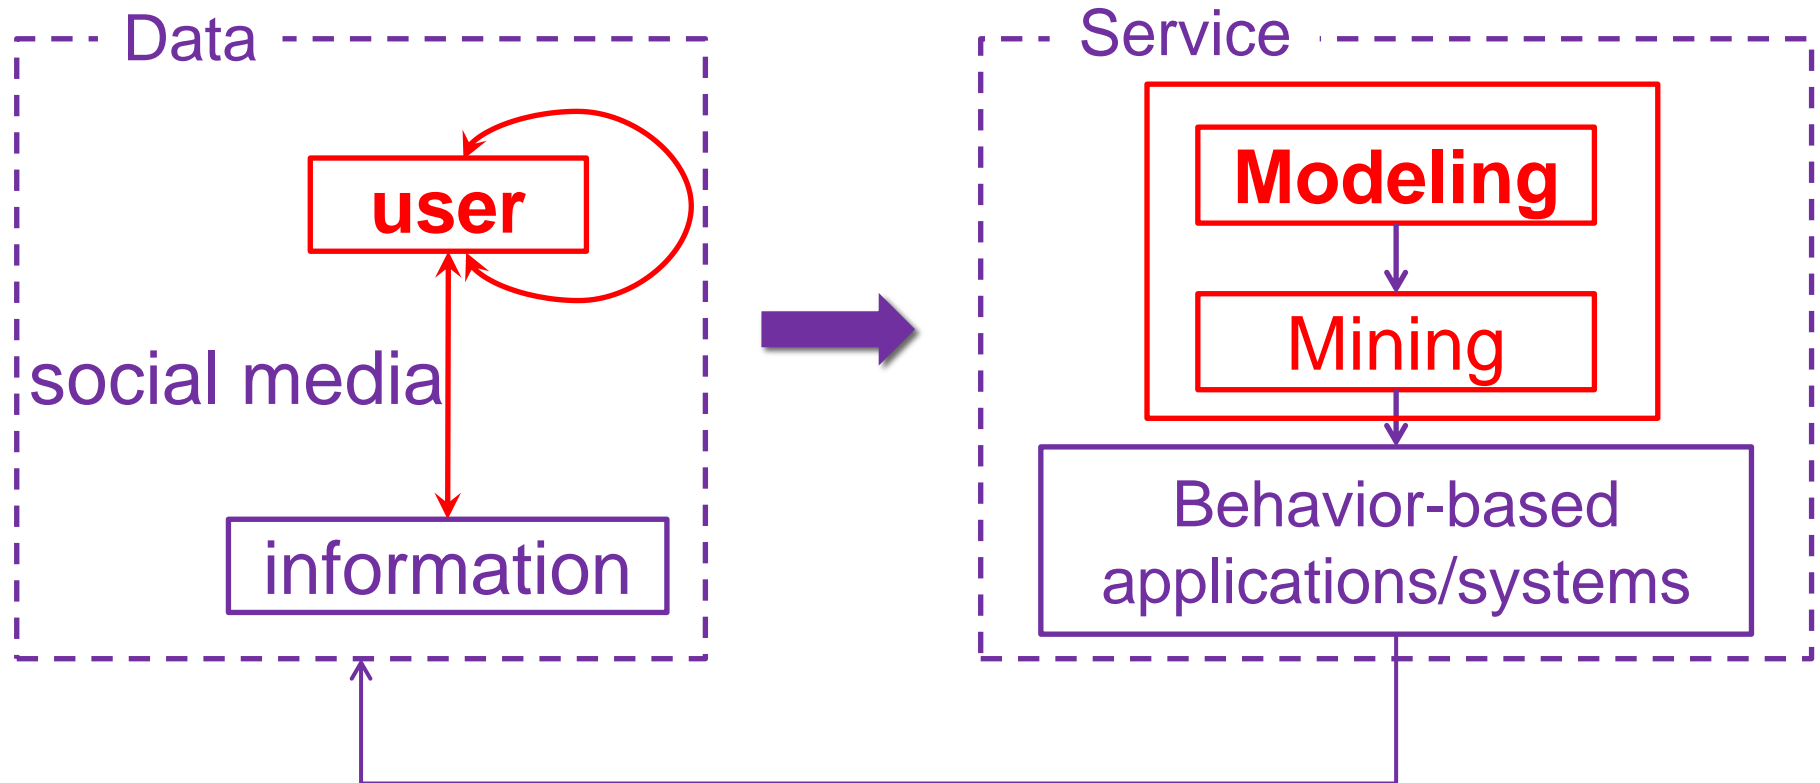 Data
user
social media
information
Service
Modeling
Mining
Behavior-based
applications/systems